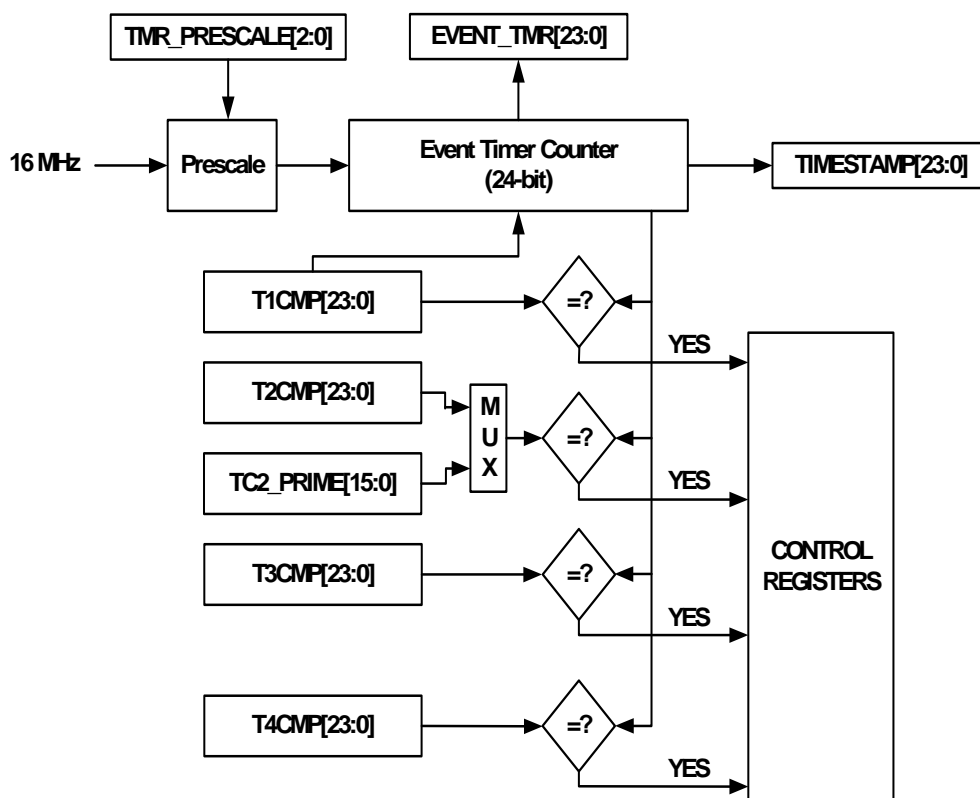 TMR_PRESCALE[2:0]
EVENT_TMR[23:0]
16 MHz
Prescale
Event Timer Counter
(24-bit)
TIMESTAMP[23:0]
T1CMP[23:0]
=?
YES
T2CMP[23:0]
M
U
X
=?
TC2_PRIME[15:0]
YES
T3CMP[23:0]
=?
CONTROL
REGISTERS
YES
T4CMP[23:0]
=?
YES